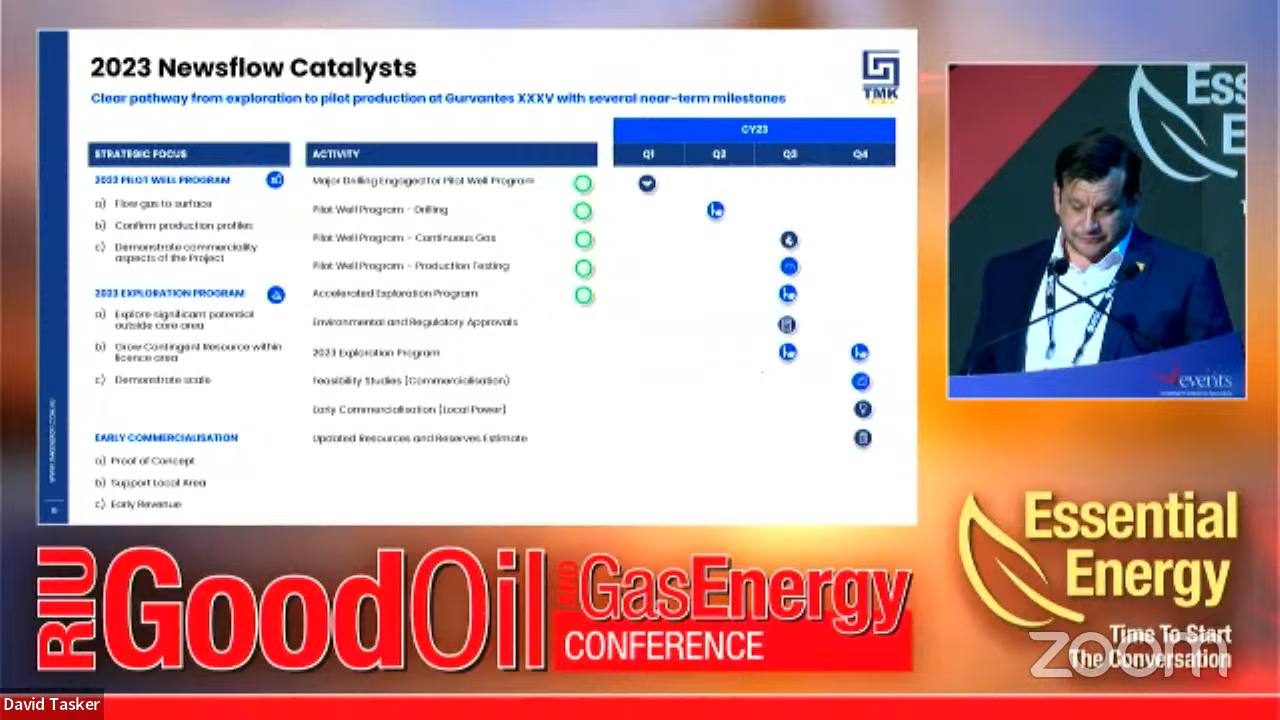 2023 Newsflow Catalysts
TMK
Clear pathway from exploration to pilot production at Gurvantes XXXV with several near-term milestones
CY23
STRATEGIC FOCUS
ACTIVITY
Q1
Q2
Q3
Q4
2023 PILOT WELL PROGRAM
a) Flow gas to surface
b) Confirm production profiles
c) Demonstrate commerciality
aspects of the Project
2023 EXPLORATION PROGRAM
a) Explore significant potential
outside core area
b) Grow Contingent Resource within
licence area
c) Demonstrate scale
EARLY COMMERCIALISATION
a) Proof of Concept
b) Support Local Area
c) Early Revenue
Major Drilling Engaged for Pilot Well Program
Pilot Well Program - Drilling
Pilot Well Program - Continuous Gas
Pilot Well Program - Production Testing
Accelerated Exploration Program
Environmental and Regulatory Approvals
2023 Exploration Program
Feasibility Studies (Commercialisation)
Early Commercialisation (Local Power)
Updated Resources and Reserves Estimate
Ess
E
T
events
RIU GoodOil AND GasEnergy
CONFERENCE
Essential
Energy
Time To Start
The Conversation
zoom
David Tasker